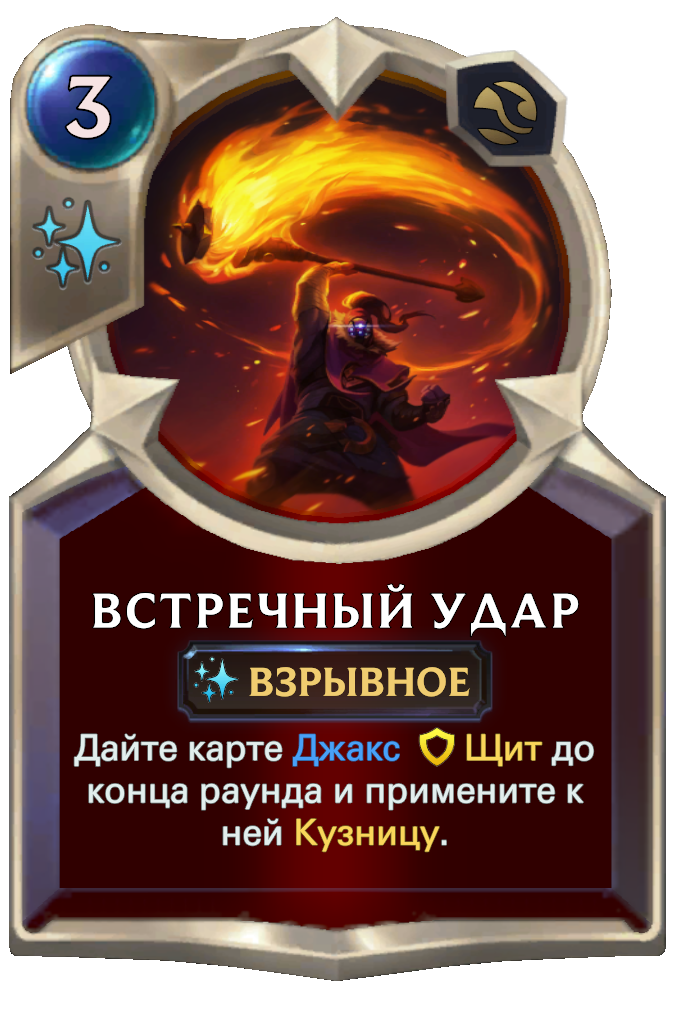 3
ВСТРЕЧНЫЙ УДАР
ВЗРЫВНОЕ
Дайте карте Джакс Щит до
конца раунда и примените к
ней Кузницу.